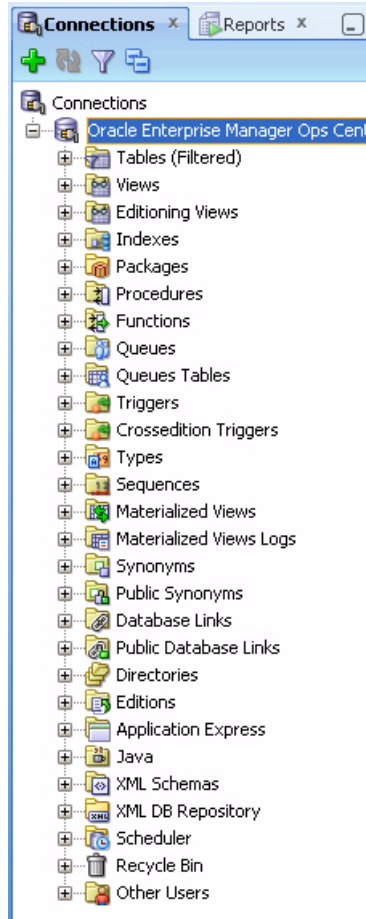 Connections x Reports x
Connections
Oracle Enterprise Manager Ops Cent
Tables (Filtered)
Views
Editioning Views
Indexes
Packages
Procedures
Functions
Queues
Queues Tables
Triggers
Crossedition Triggers
Types
Sequences
Materialized Views
Materialized Views Logs
Synonyms
Public Synonyms
Database Links
Public Database Links
Directories
Editions
Application Express
Java
XML Schemas
XML DB Repository
Scheduler
Recycle Bin
Other Users